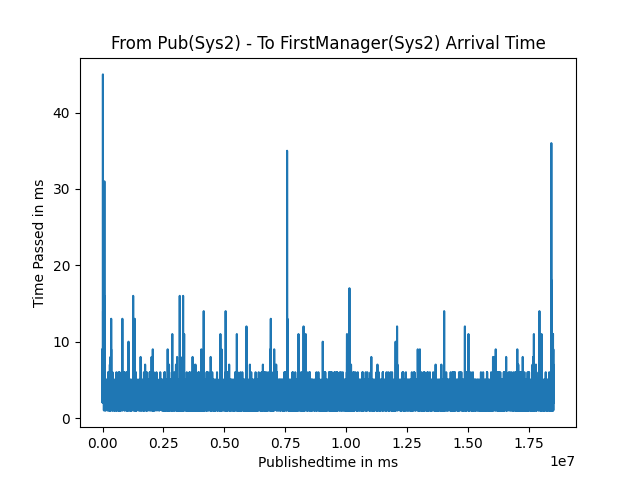 From Pub(Sys2) - To FirstManager(Sys2) Arrival Time
Time Passed in ms
40
30
20
10
0
0.00 0.25 0.50 0.75 1.00 1.25 1.50 1.75
1e7
Publishedtime in ms